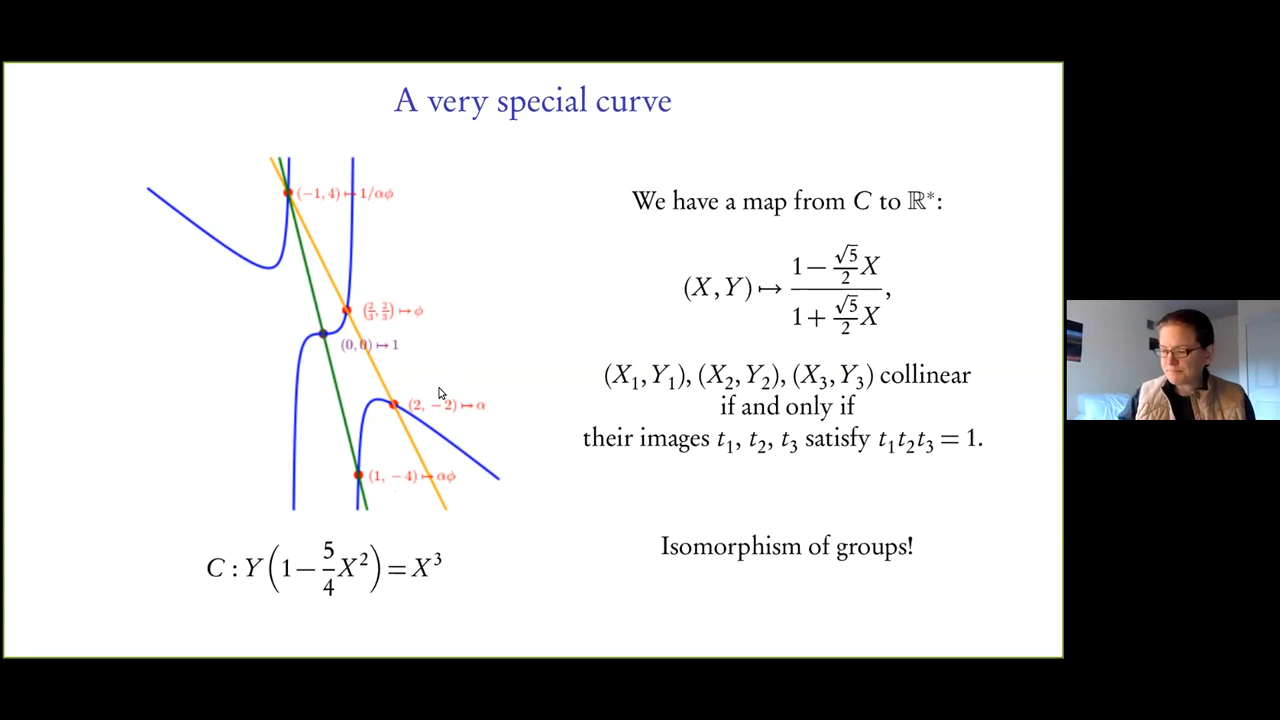 A very special curve
(−1, 4) ↦ 1/αϕ
(2/3, 2/3) ↦ ϕ
(0, 0) ↦ 1
(2, −2) ↦ α
(1, −4) ↦ αϕ
C : Y(1 − 5/4 X²) = X³
We have a map from C to ℝ*:
(X, Y) ↦ (1 − √5/2 X)/(1 + √5/2 X),
(X₁, Y₁), (X₂, Y₂), (X₃, Y₃) collinear
if and only if
their images t₁, t₂, t₃ satisfy t₁t₂t₃ = 1.
Isomorphism of groups!